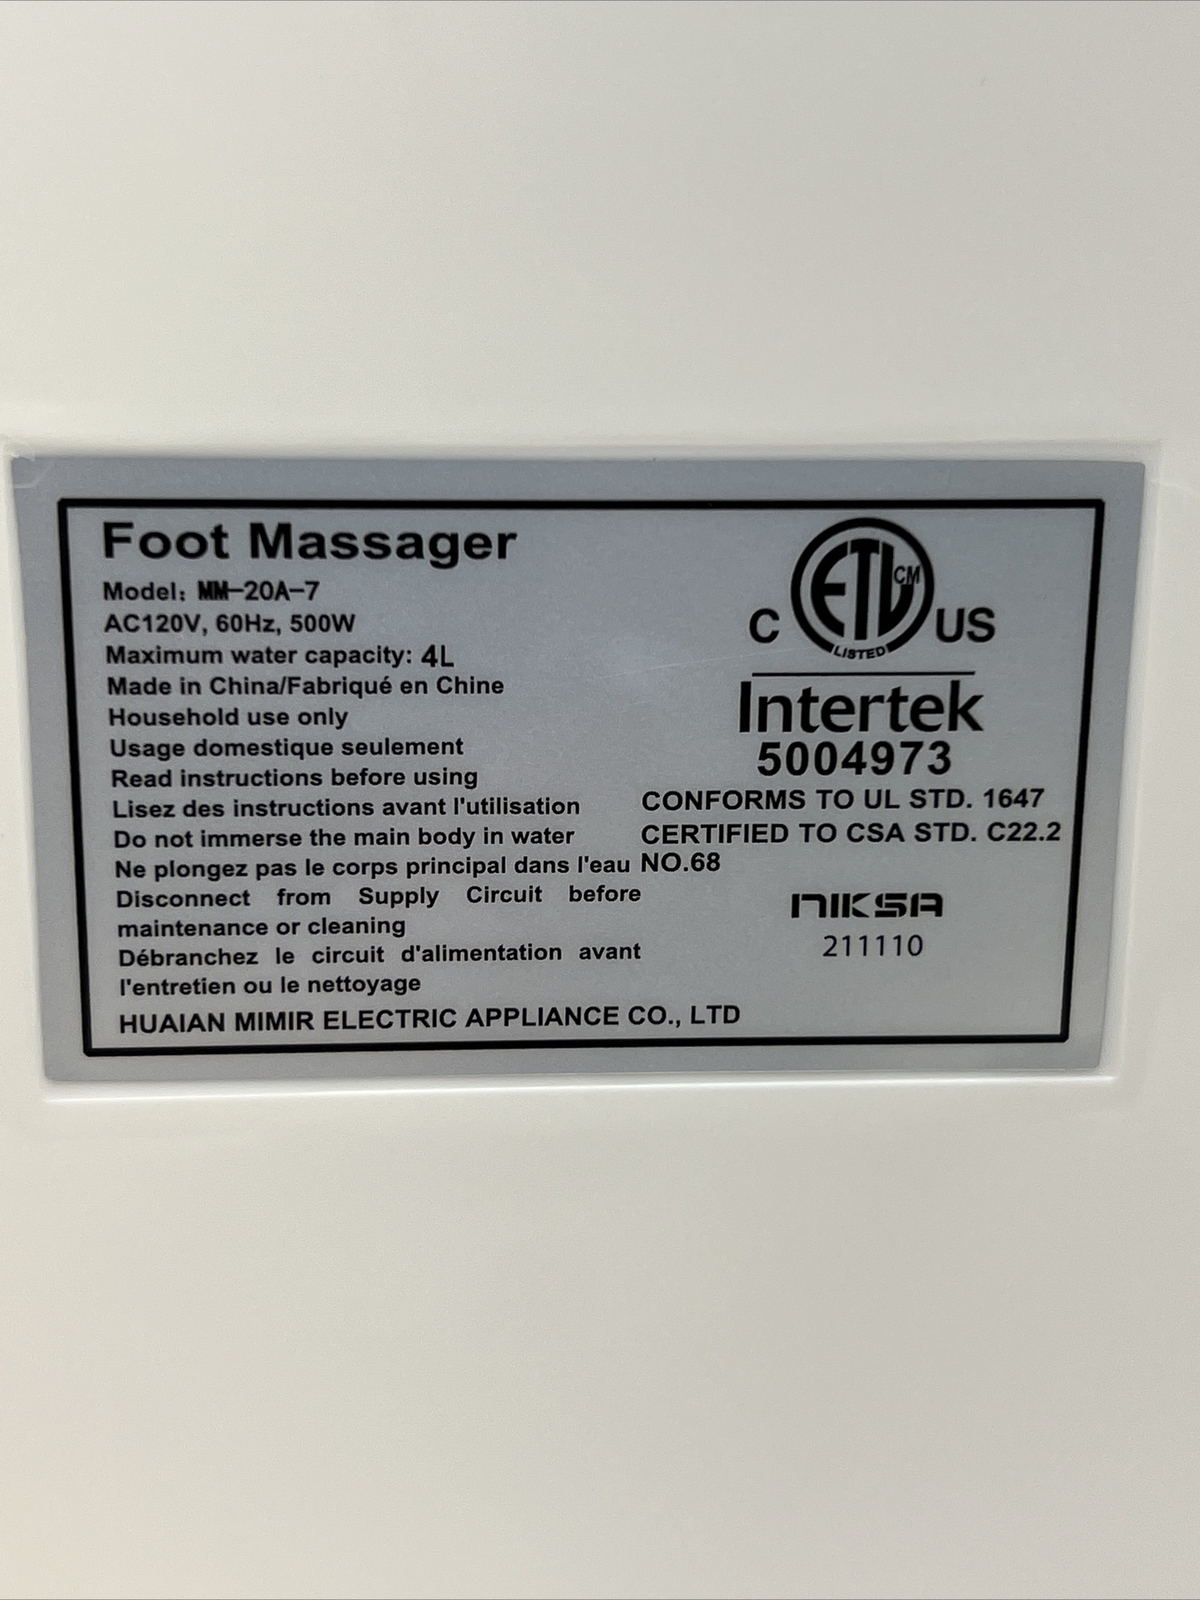 Foot Massager
Model: MM-20A-7
AC120V, 60Hz, 500W
Maximum water capacity: 4L
Made in China/Fabriqué en Chine
Household use only
Usage domestique seulement
Read instructions before using
Lisez des instructions avant l'utilisation
Do not immerse the main body in water
Ne plongez pas le corps principal dans l'eau
Disconnect from Supply Circuit before
maintenance or cleaning
Débranchez le circuit d'alimentation avant
l'entretien ou le nettoyage
HUAIAN MIMIR ELECTRIC APPLIANCE CO., LTD
ETL CM
C US
LISTED
Intertek
5004973
CONFORMS TO UL STD. 1647
CERTIFIED TO CSA STD. C22.2
NO.68
NIKSA
211110